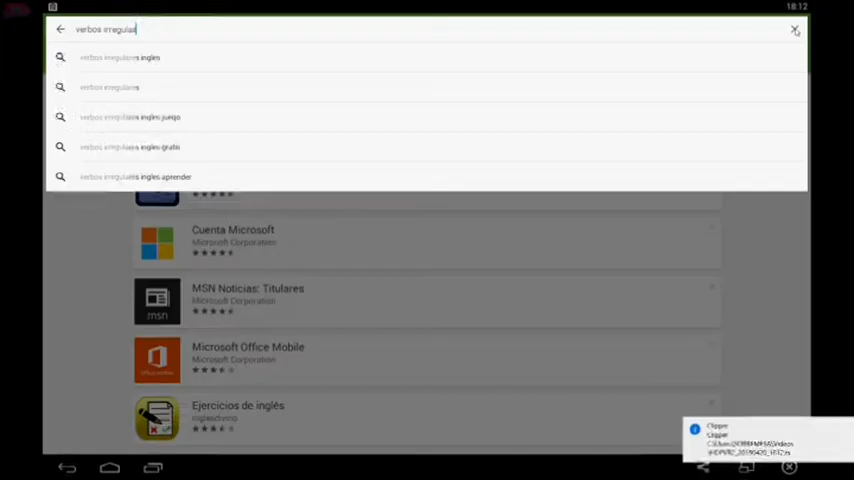 18:12
verbos irregulas
verbos irregulares ingles
verbos irregulares
verbos irregulares ingles juego
verbos irregulares ingles gratis
verbos irregulares ingles aprender
Cuenta Microsoft
Microsoft Corporation
MSN Noticias: Titulares
Microsoft Corporation
msn
Microsoft Office Mobile
Microsoft Corporation
Ejercicios de inglés
Clipper
Clipper